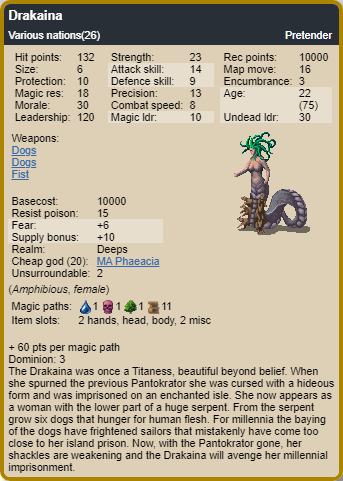 Drakaina
Various nations(26) Pretender
Hit points: 132 Strength: 23 Rec points: 10000
Size: 6 Attack skill: 14 Map move: 16
Protection: 10 Defence skill: 9 Encumbrance: 3
Magic res: 18 Precision: 13 Age: 22
Morale: 30 Combat speed: 8 (75)
Leadership: 120 Magic ldr: 10 Undead ldr: 30
Weapons:
Dogs
Dogs
Fist
Basecost: 10000
Resist poison: 15
Fear: +6
Supply bonus: +10
Realm: Deeps
Cheap god (20): MA Phaeacia
Unsurroundable: 2
(Amphibious, female)
Magic paths: 1 1 1 11
Item slots: 2 hands, head, body, 2 misc
+ 60 pts per magic path
Dominion: 3
The Drakaina was once a Titaness, beautiful beyond belief. When
she spurned the previous Pantokrator she was cursed with a hideous
form and was imprisoned on an enchanted isle. She now appears as
a woman with the lower part of a huge serpent. From the serpent
grow six dogs that hunger for human flesh. For millennia the baying
of the dogs have frightened sailors that mistakenly have come too
close to her island prison. Now, with the Pantokrator gone, her
shackles are weakening and the Drakaina will avenge her millennial
imprisonment.